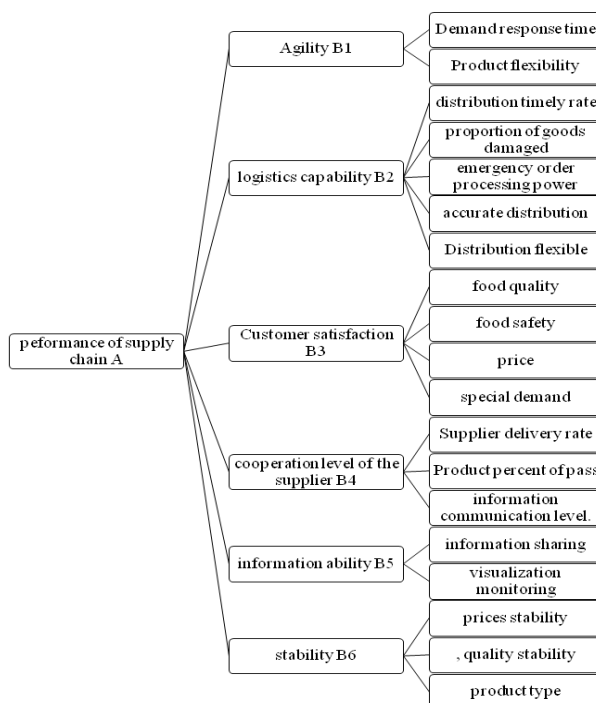 Demand response time
Agility B1
Product flexibility
distribution timely rate
proportion of goods
damaged
emergency order
processing power
logistics capability B2
accurate distribution
Distribution flexible
food quality
food safety
Customer satisfaction
B3
peformance of supply
chain A
price
special demand
Supplier delivery rate
cooperation level of the
supplier B4
Product percent of pass
information
communication level.
information sharing
information ability B5
visualization
monitoring
prices stability
stability B6
, quality stability
product type